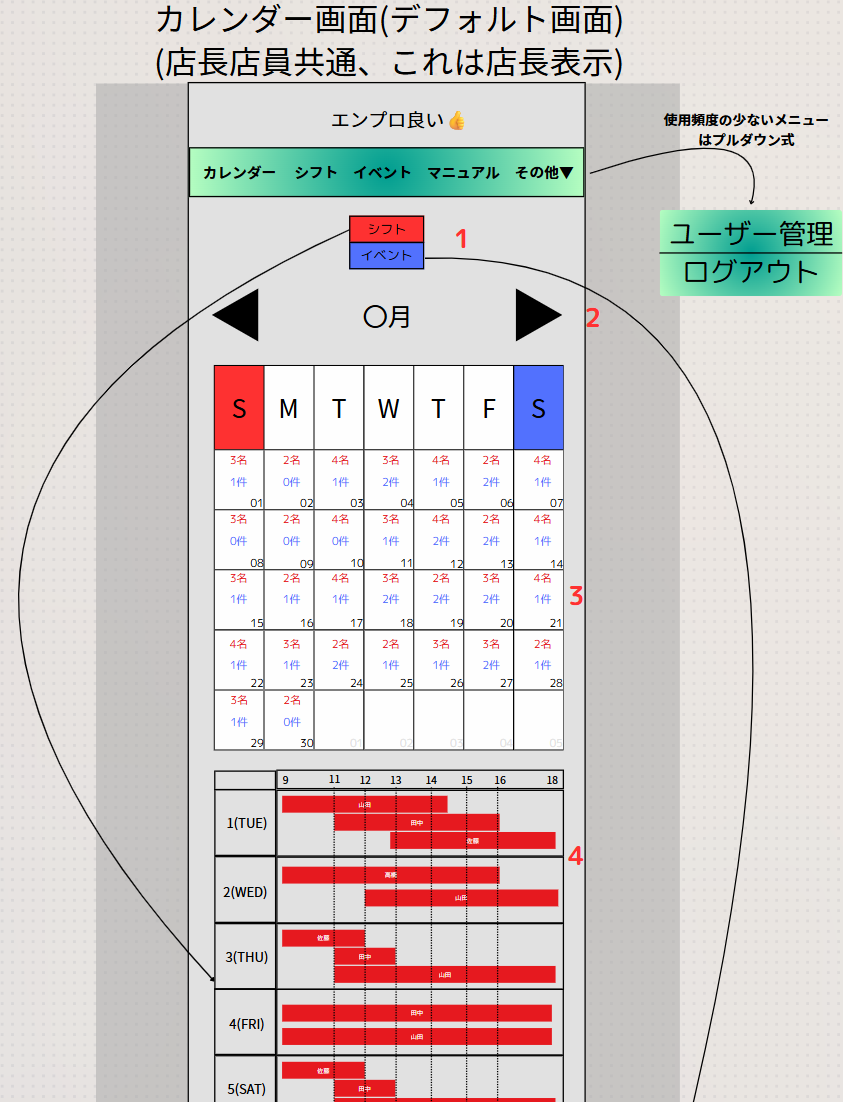 カレンダー画面(デフォルト画面)
(店長店員共通、これは店長表示)
エンプロ良い👍
使用頻度の少ないメニュー
はプルダウン式
カレンダー シフト イベント マニュアル その他▼
ユーザー管理
ログアウト
シフト
イベント
1
〇月
2
S M T W T F S
3名 2名 4名 3名 4名 2名 4名
1件 0件 1件 2件 1件 2件 1件
01 02 03 04 05 06 07
3名 2名 4名 3名 4名 2名 4名
0件 0件 0件 1件 2件 2件 1件
08 09 10 11 12 13 14
3名 2名 4名 3名 2名 3名 4名
1件 1件 1件 2件 2件 2件 1件
15 16 17 18 19 20 21
3
4名 3名 2名 2名 3名 3名 2名
1件 1件 2件 1件 1件 2件 1件
22 23 24 25 26 27 28
3名 2名
1件 0件
29 30 01 02 03 04 05
9 11 12 13 14 15 16 18
1(TUE)
山田
田中
佐藤
4
2(WED)
高橋
山田
3(THU)
佐藤
田中
山田
4(FRI)
田中
山田
5(SAT)
佐藤
田中